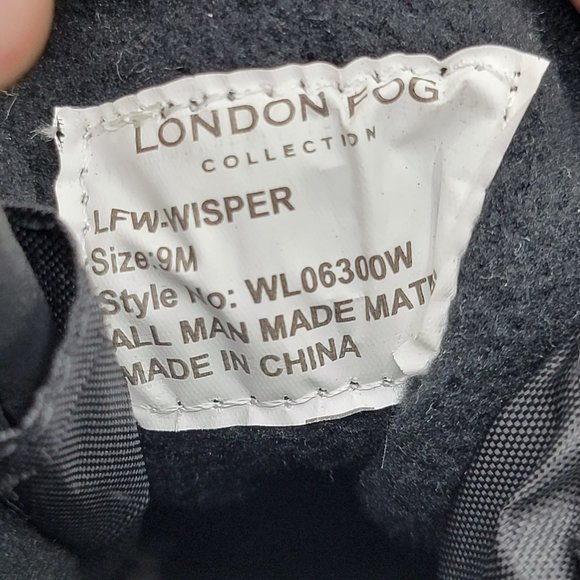 LONDON FOG
COLLECTION
LFW-WISPER
Size:9M
Style No: WL06300W
ALL MAN MADE
MADE IN CHINA